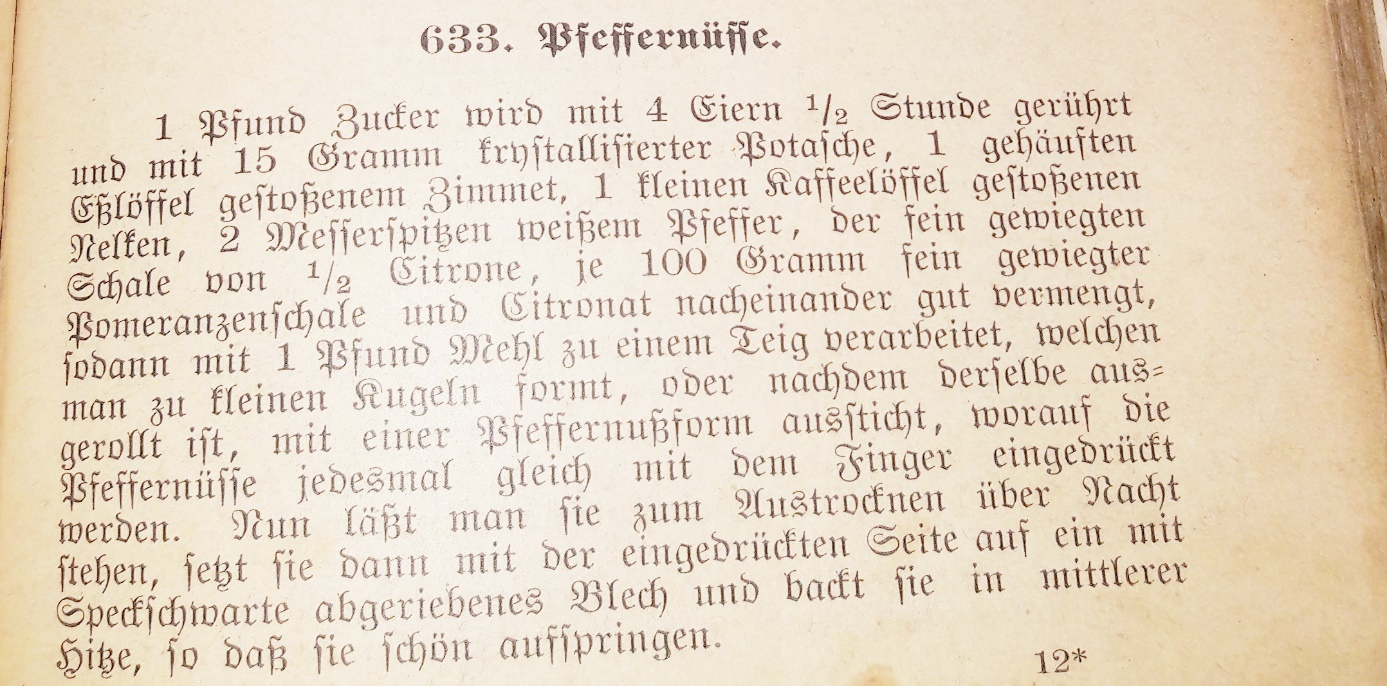 633. Pfeffernüsse.
1 Pfund Zucker wird mit 4 Eiern 1/2 Stunde gerührt
und mit 15 Gramm krystallisierter Potasche, 1 gehäuften
Eßlöffel gestoßenem Zimmet, 1 kleinen Kaffeelöffel gestoßenen
Nelken, 2 Messerspitzen weißem Pfeffer, der fein gewiegten
Schale von 1/2 Citrone, je 100 Gramm fein gewiegter
Pomeranzenschale und Citronat nacheinander gut vermengt,
sodann mit 1 Pfund Mehl zu einem Teig verarbeitet, welchen
man zu kleinen Kugeln formt, oder nachdem derselbe aus-
gerollt ist, mit einer Pfeffernußform aussticht, worauf die
Pfeffernüsse jedesmal gleich mit dem Finger eingedrückt
werden. Nun läßt man sie zum Austrocknen über Nacht
stehen, setzt sie dann mit der eingedrückten Seite auf ein mit
Speckschwarte abgeriebenes Blech und backt sie in mittlerer
Hitze, so daß sie schön aufspringen.
12*